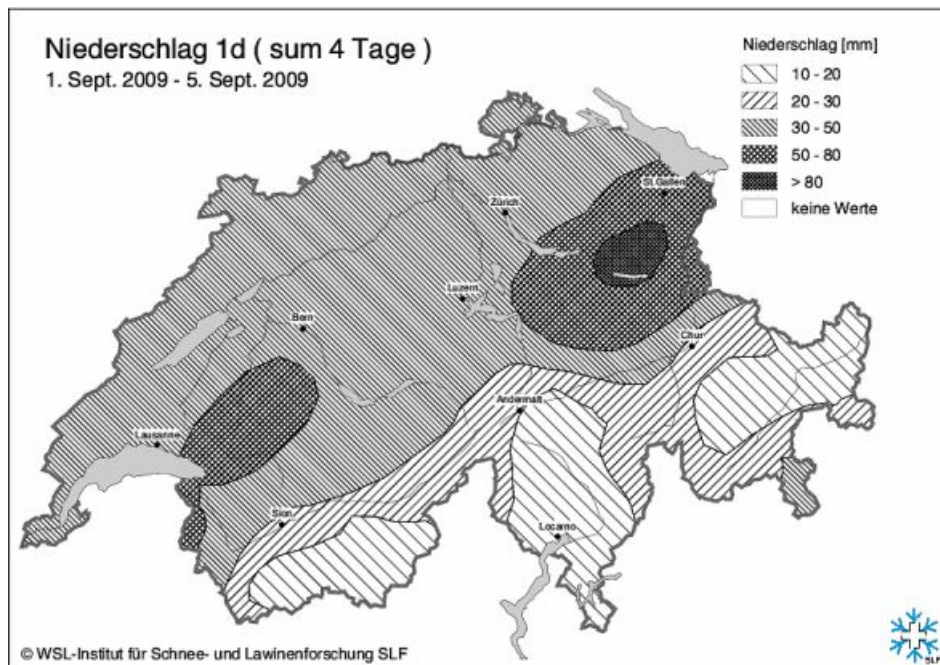 Niederschlag 1d ( sum 4 Tage )
1. Sept. 2009 - 5. Sept. 2009
Niederschlag [mm]
10 - 20
20 - 30
30 - 50
50 - 80
> 80
keine Werte
St.Gallen
Zürich
Luzern
Bern
Chur
Andermatt
Lausanne
Sion
Locarno
© WSL-Institut für Schnee- und Lawinenforschung SLF
SLF